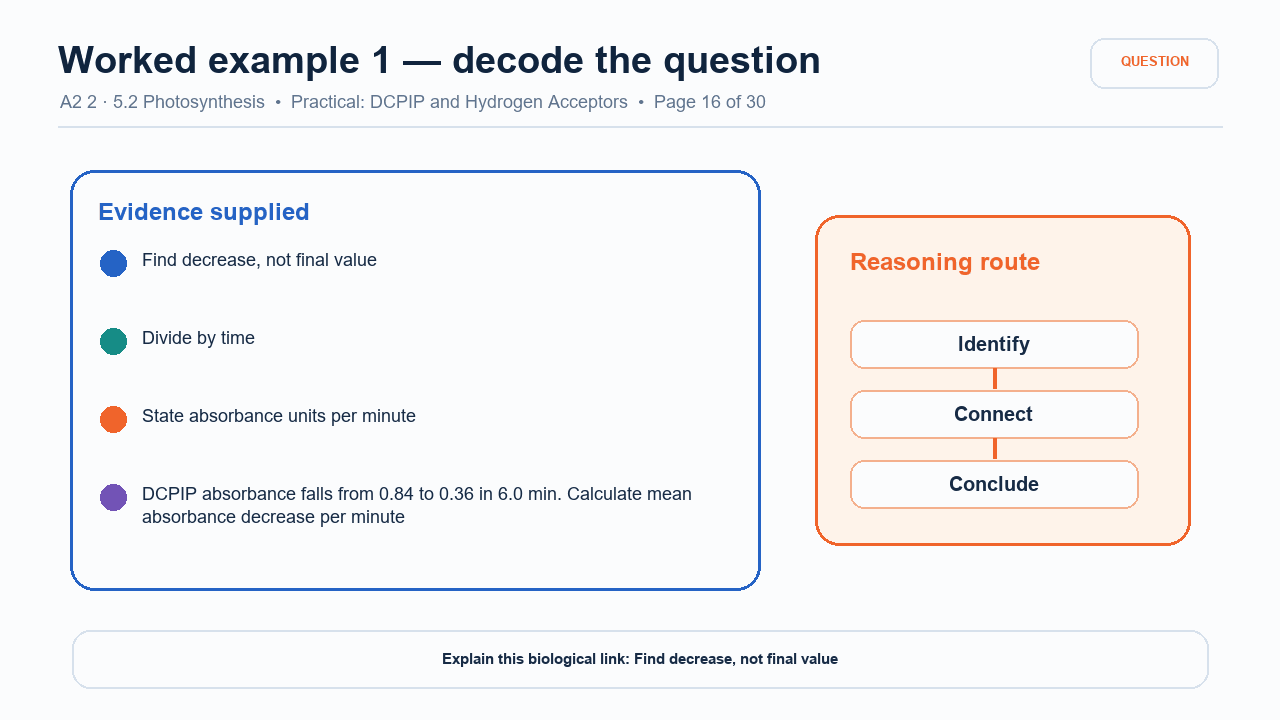 Worked example 1 — decode the question
QUESTION
A2 2 · 5.2 Photosynthesis • Practical: DCPIP and Hydrogen Acceptors • Page 16 of 30
Evidence supplied
Find decrease, not final value
Divide by time
State absorbance units per minute
DCPIP absorbance falls from 0.84 to 0.36 in 6.0 min. Calculate mean
absorbance decrease per minute
Reasoning route
Identify
Connect
Conclude
Explain this biological link: Find decrease, not final value